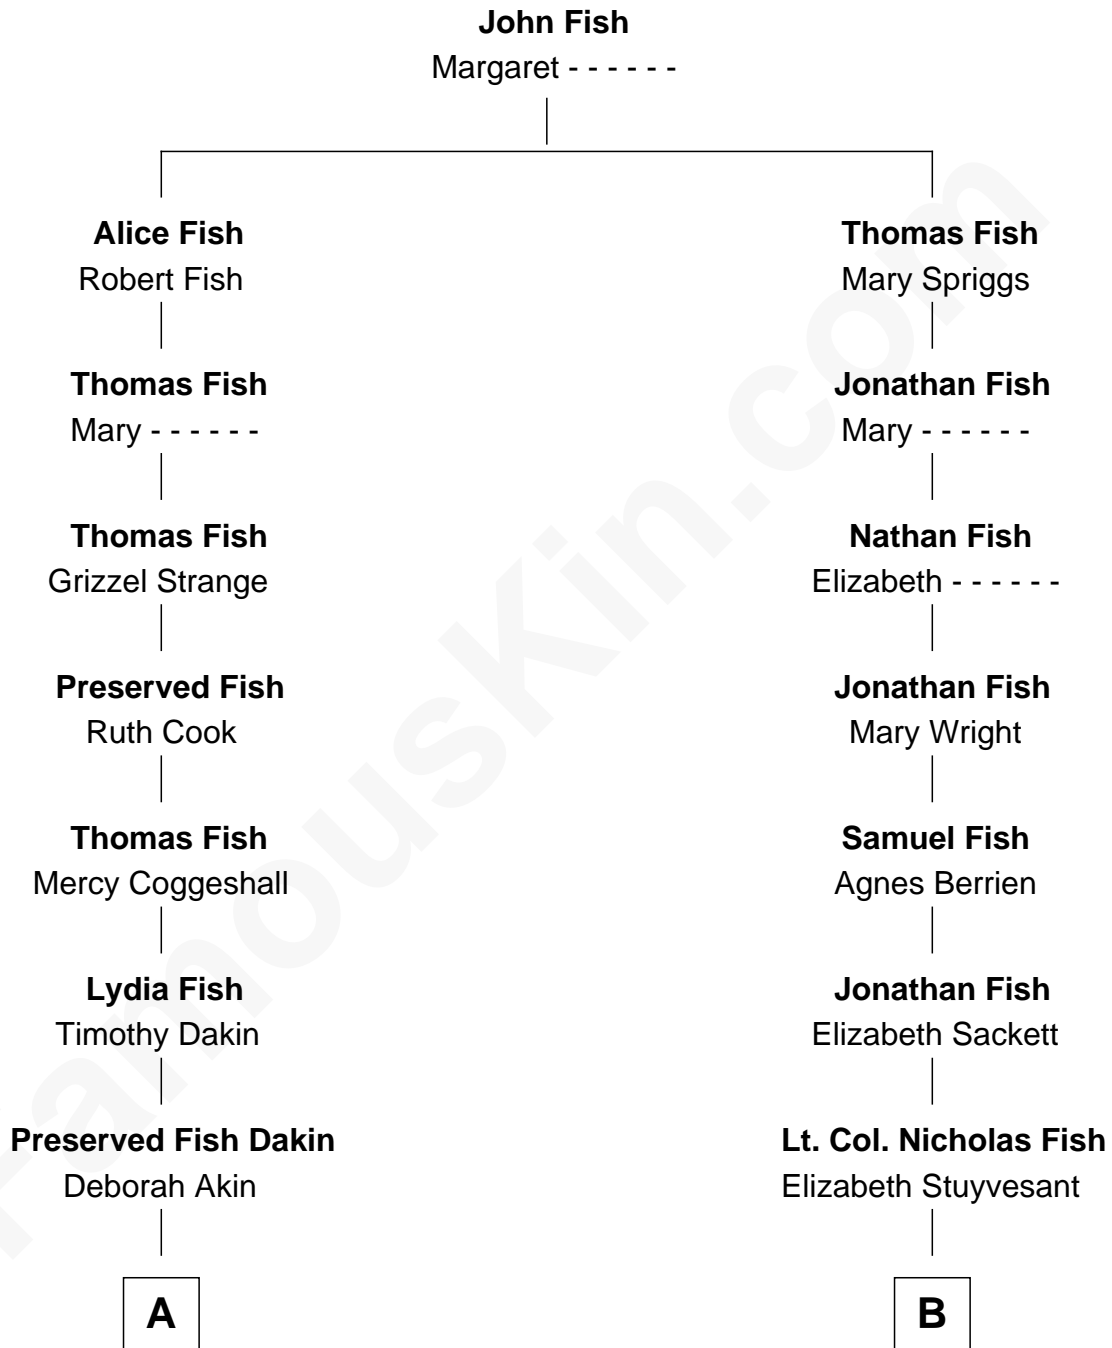 John Fish
Margaret - - - - - -
Alice Fish
Robert Fish
Thomas Fish
Mary - - - - - -
Thomas Fish
Grizzel Strange
Preserved Fish
Ruth Cook
Thomas Fish
Mercy Coggeshall
Lydia Fish
Timothy Dakin
Preserved Fish Dakin
Deborah Akin
A
Thomas Fish
Mary Spriggs
Jonathan Fish
Mary - - - - - -
Nathan Fish
Elizabeth - - - - - -
Jonathan Fish
Mary Wright
Samuel Fish
Agnes Berrien
Jonathan Fish
Elizabeth Sackett
Lt. Col. Nicholas Fish
Elizabeth Stuyvesant
B
FamousKin.com